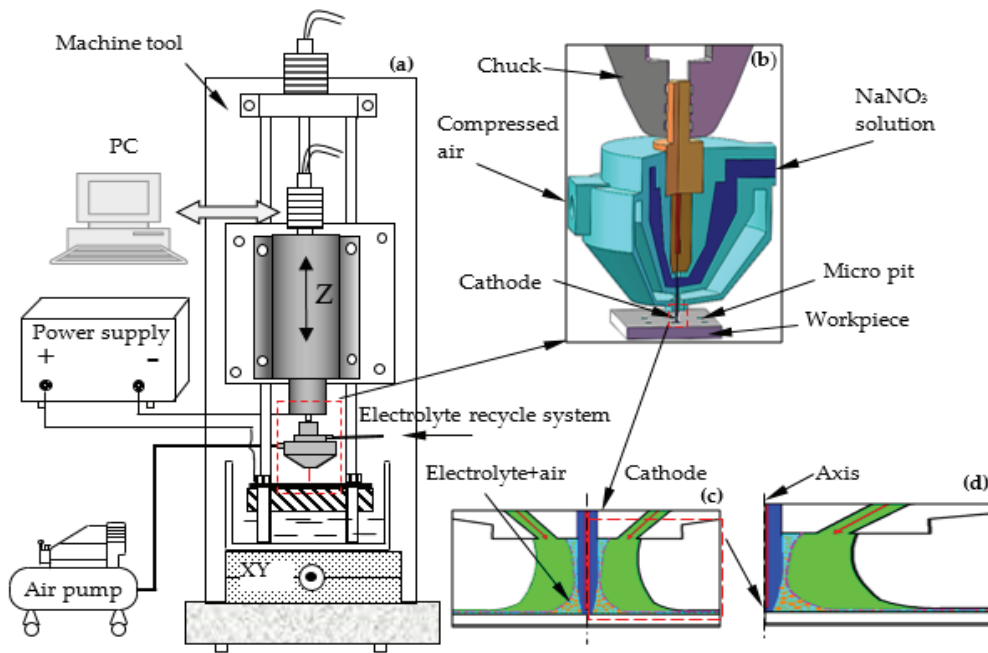 Machine tool
(a)
PC
Z
Power supply
+
−
Electrolyte recycle system
Electrolyte+air
XY
Air pump
(b)
Chuck
Compressed
air
NaNO₃
solution
Cathode
Micro pit
Workpiece
Cathode
(c)
Axis
(d)